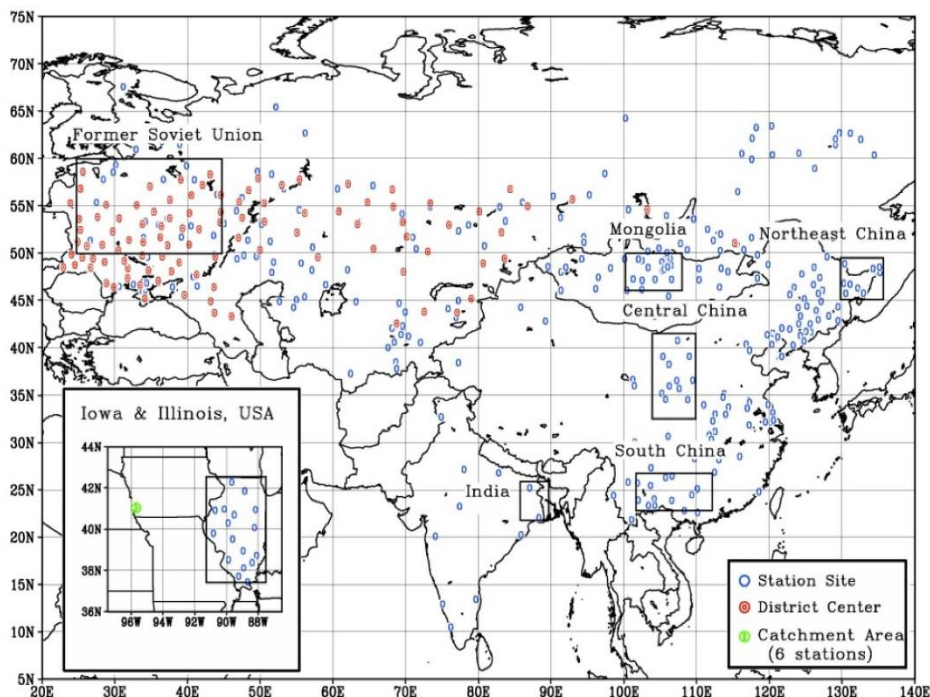 75N
70N
65N
60N
55N
50N
45N
40N
35N
30N
25N
20N
15N
10N
5N
Former Soviet Union
Mongolia
Northeast China
Central China
South China
India
Iowa & Illinois, USA
44N
42N
40N
38N
36N
96W 94W 92W 90W 88W
Station Site
District Center
Catchment Area
(6 stations)
20E 30E 40E 50E 60E 70E 80E 90E 100E 110E 120E 130E 140E